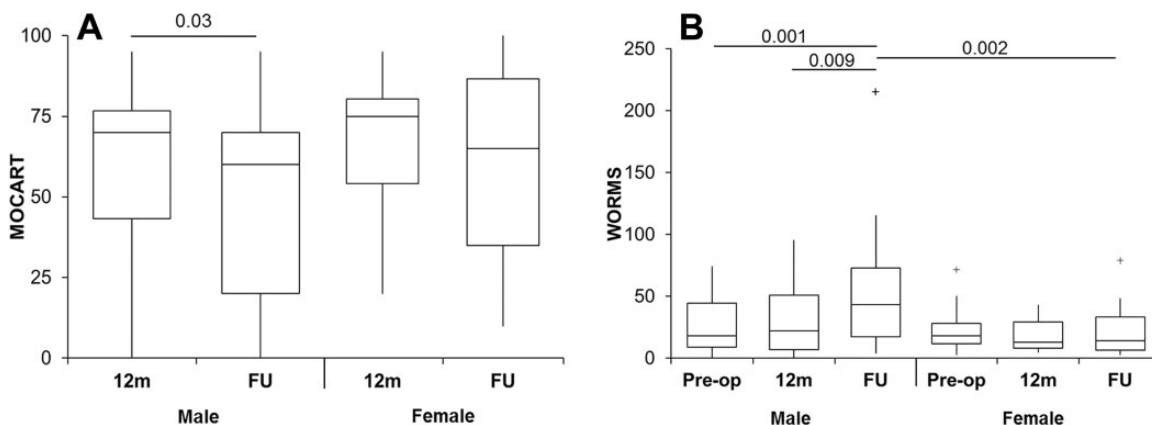 A
0.03
MOCART
100
75
50
25
0
12m FU 12m FU
Male Female
B
0.001
0.002
0.009
WORMS
250
200
150
100
50
0
Pre-op 12m FU Pre-op 12m FU
Male Female